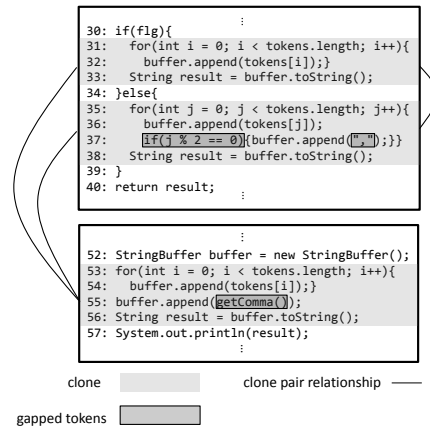 ⋮
30: if(flg){
31:   for(int i = 0; i < tokens.length; i++){
32:     buffer.append(tokens[i]);}
33:   String result = buffer.toString();
34: }else{
35:   for(int j = 0; j < tokens.length; j++){
36:     buffer.append(tokens[j]);
37:     if(j % 2 == 0){buffer.append(",");}}
38:   String result = buffer.toString();
39: }
40: return result;
⋮
⋮
52: StringBuffer buffer = new StringBuffer();
53: for(int i = 0; i < tokens.length; i++){
54:   buffer.append(tokens[i]);}
55: buffer.append(getComma());
56: String result = buffer.toString();
57: System.out.println(result);
⋮
clone clone pair relationship
gapped tokens